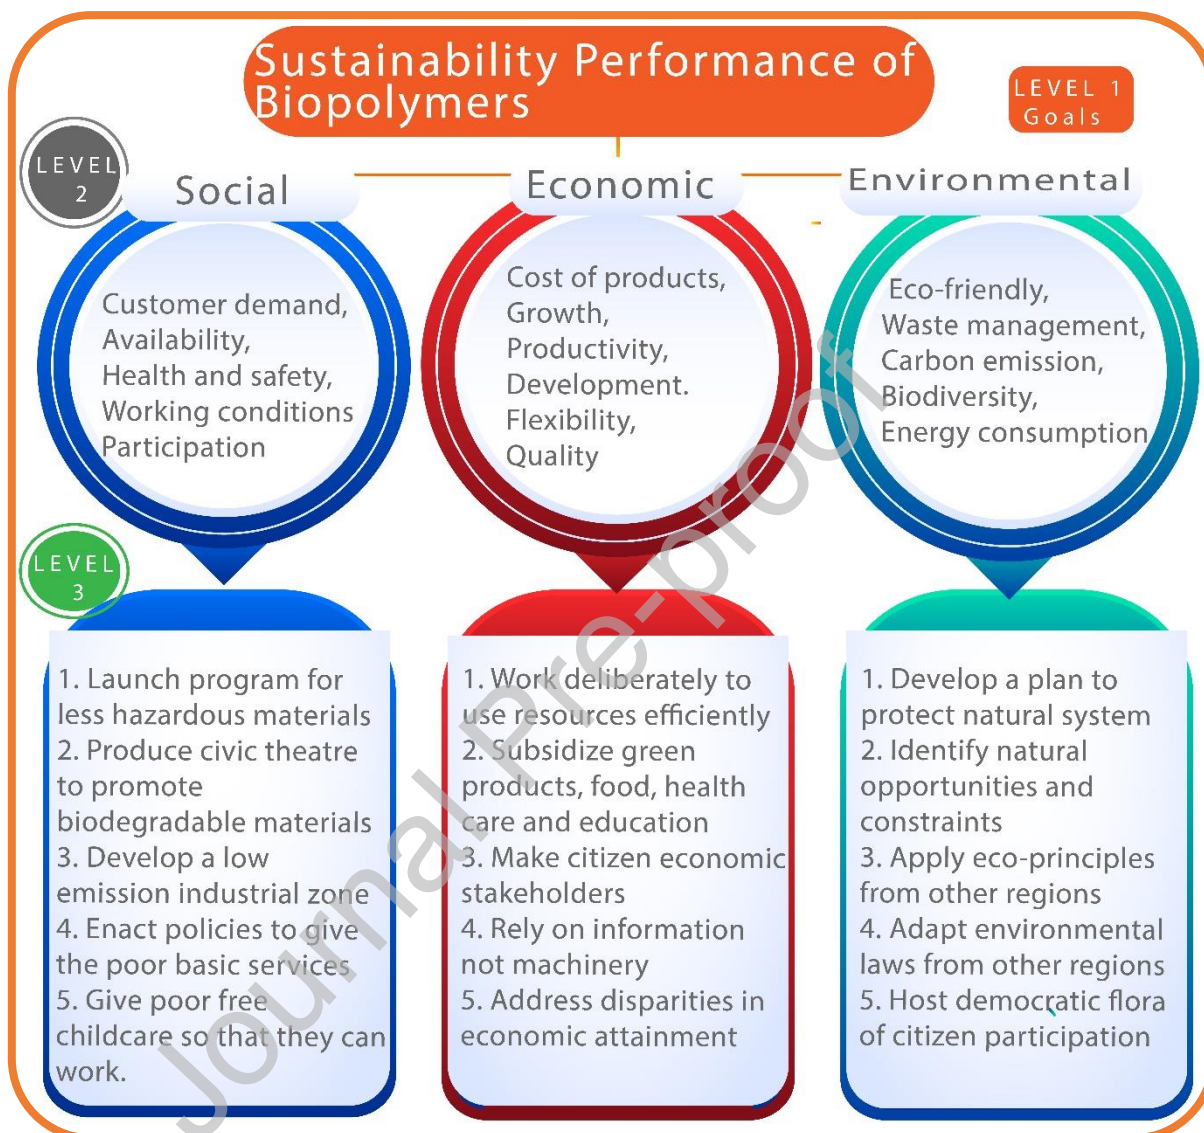 Sustainability Performance of
Biopolymers
LEVEL 1
Goals
LEVEL
2
Social
Economic
Environmental
Customer demand,
Availability,
Health and safety,
Working conditions
Participation
Cost of products,
Growth,
Productivity,
Development.
Flexibility,
Quality
Eco-friendly,
Waste management,
Carbon emission,
Biodiversity,
Energy consumption
LEVEL
3
1. Launch program for
less hazardous materials
2. Produce civic theatre
to promote
biodegradable materials
3. Develop a low
emission industrial zone
4. Enact policies to give
the poor basic services
5. Give poor free
childcare so that they can
work.
1. Work deliberately to
use resources efficiently
2. Subsidize green
products, food, health
care and education
3. Make citizen economic
stakeholders
4. Rely on information
not machinery
5. Address disparities in
economic attainment
1. Develop a plan to
protect natural system
2. Identify natural
opportunities and
constraints
3. Apply eco-principles
from other regions
4. Adapt environmental
laws from other regions
5. Host democratic flora
of citizen participation
Journal Pre-proof